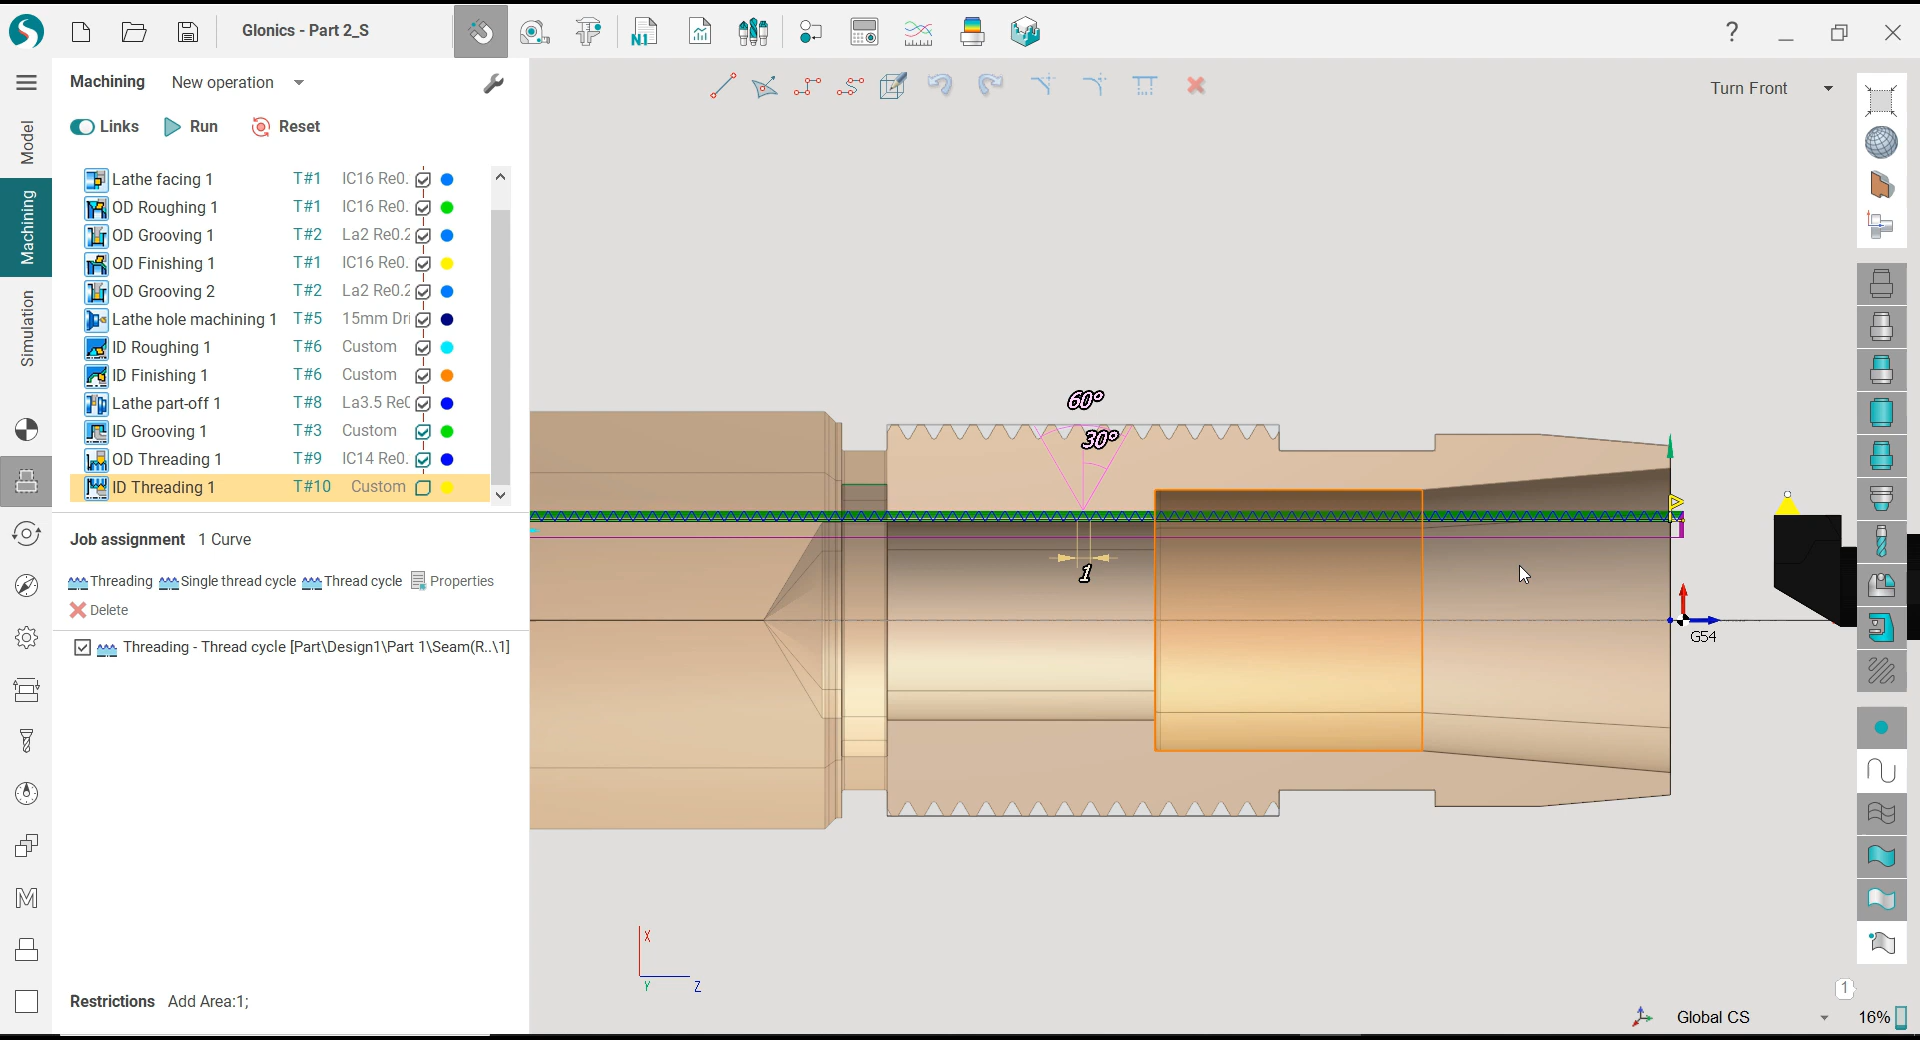 Glonics - Part 2_S
N1
?
Machining New operation
Turn Front
Links Run Reset
Model
Machining
Simulation
Lathe facing 1 T#1 IC16 Re0.
OD Roughing 1 T#1 IC16 Re0.
OD Grooving 1 T#2 La2 Re0.2
OD Finishing 1 T#1 IC16 Re0.
OD Grooving 2 T#2 La2 Re0.2
Lathe hole machining 1 T#5 15mm Dri
ID Roughing 1 T#6 Custom
ID Finishing 1 T#6 Custom
Lathe part-off 1 T#8 La3.5 Re0
ID Grooving 1 T#3 Custom
OD Threading 1 T#9 IC14 Re0.
ID Threading 1 T#10 Custom
60°
30°
1
G54
Job assignment 1 Curve
Threading Single thread cycle Thread cycle Properties
Delete
Threading - Thread cycle [Part\Design1\Part 1\Seam(R..\1]
M
X
Y Z
Restrictions Add Area:1;
1
Global CS
16%